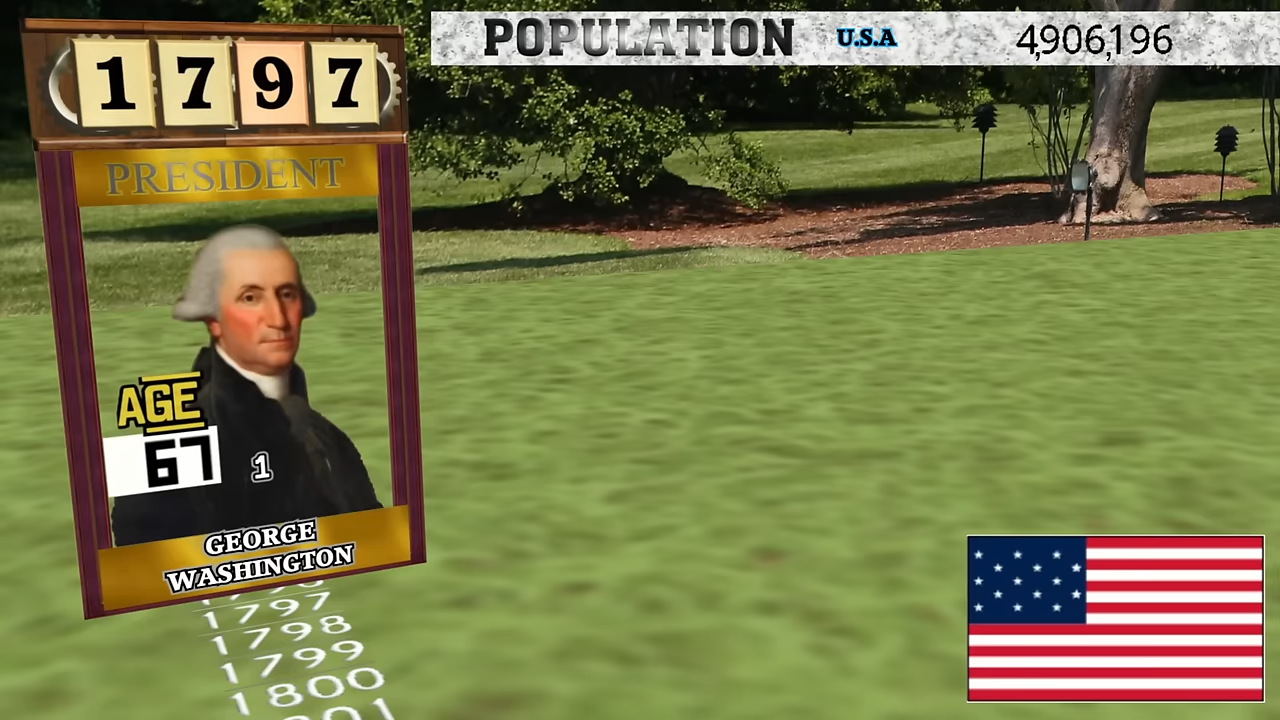 POPULATION U.S.A 4,906,196
1797
PRESIDENT
AGE
67
1
GEORGE
WASHINGTON
1797
1798
1799
1800